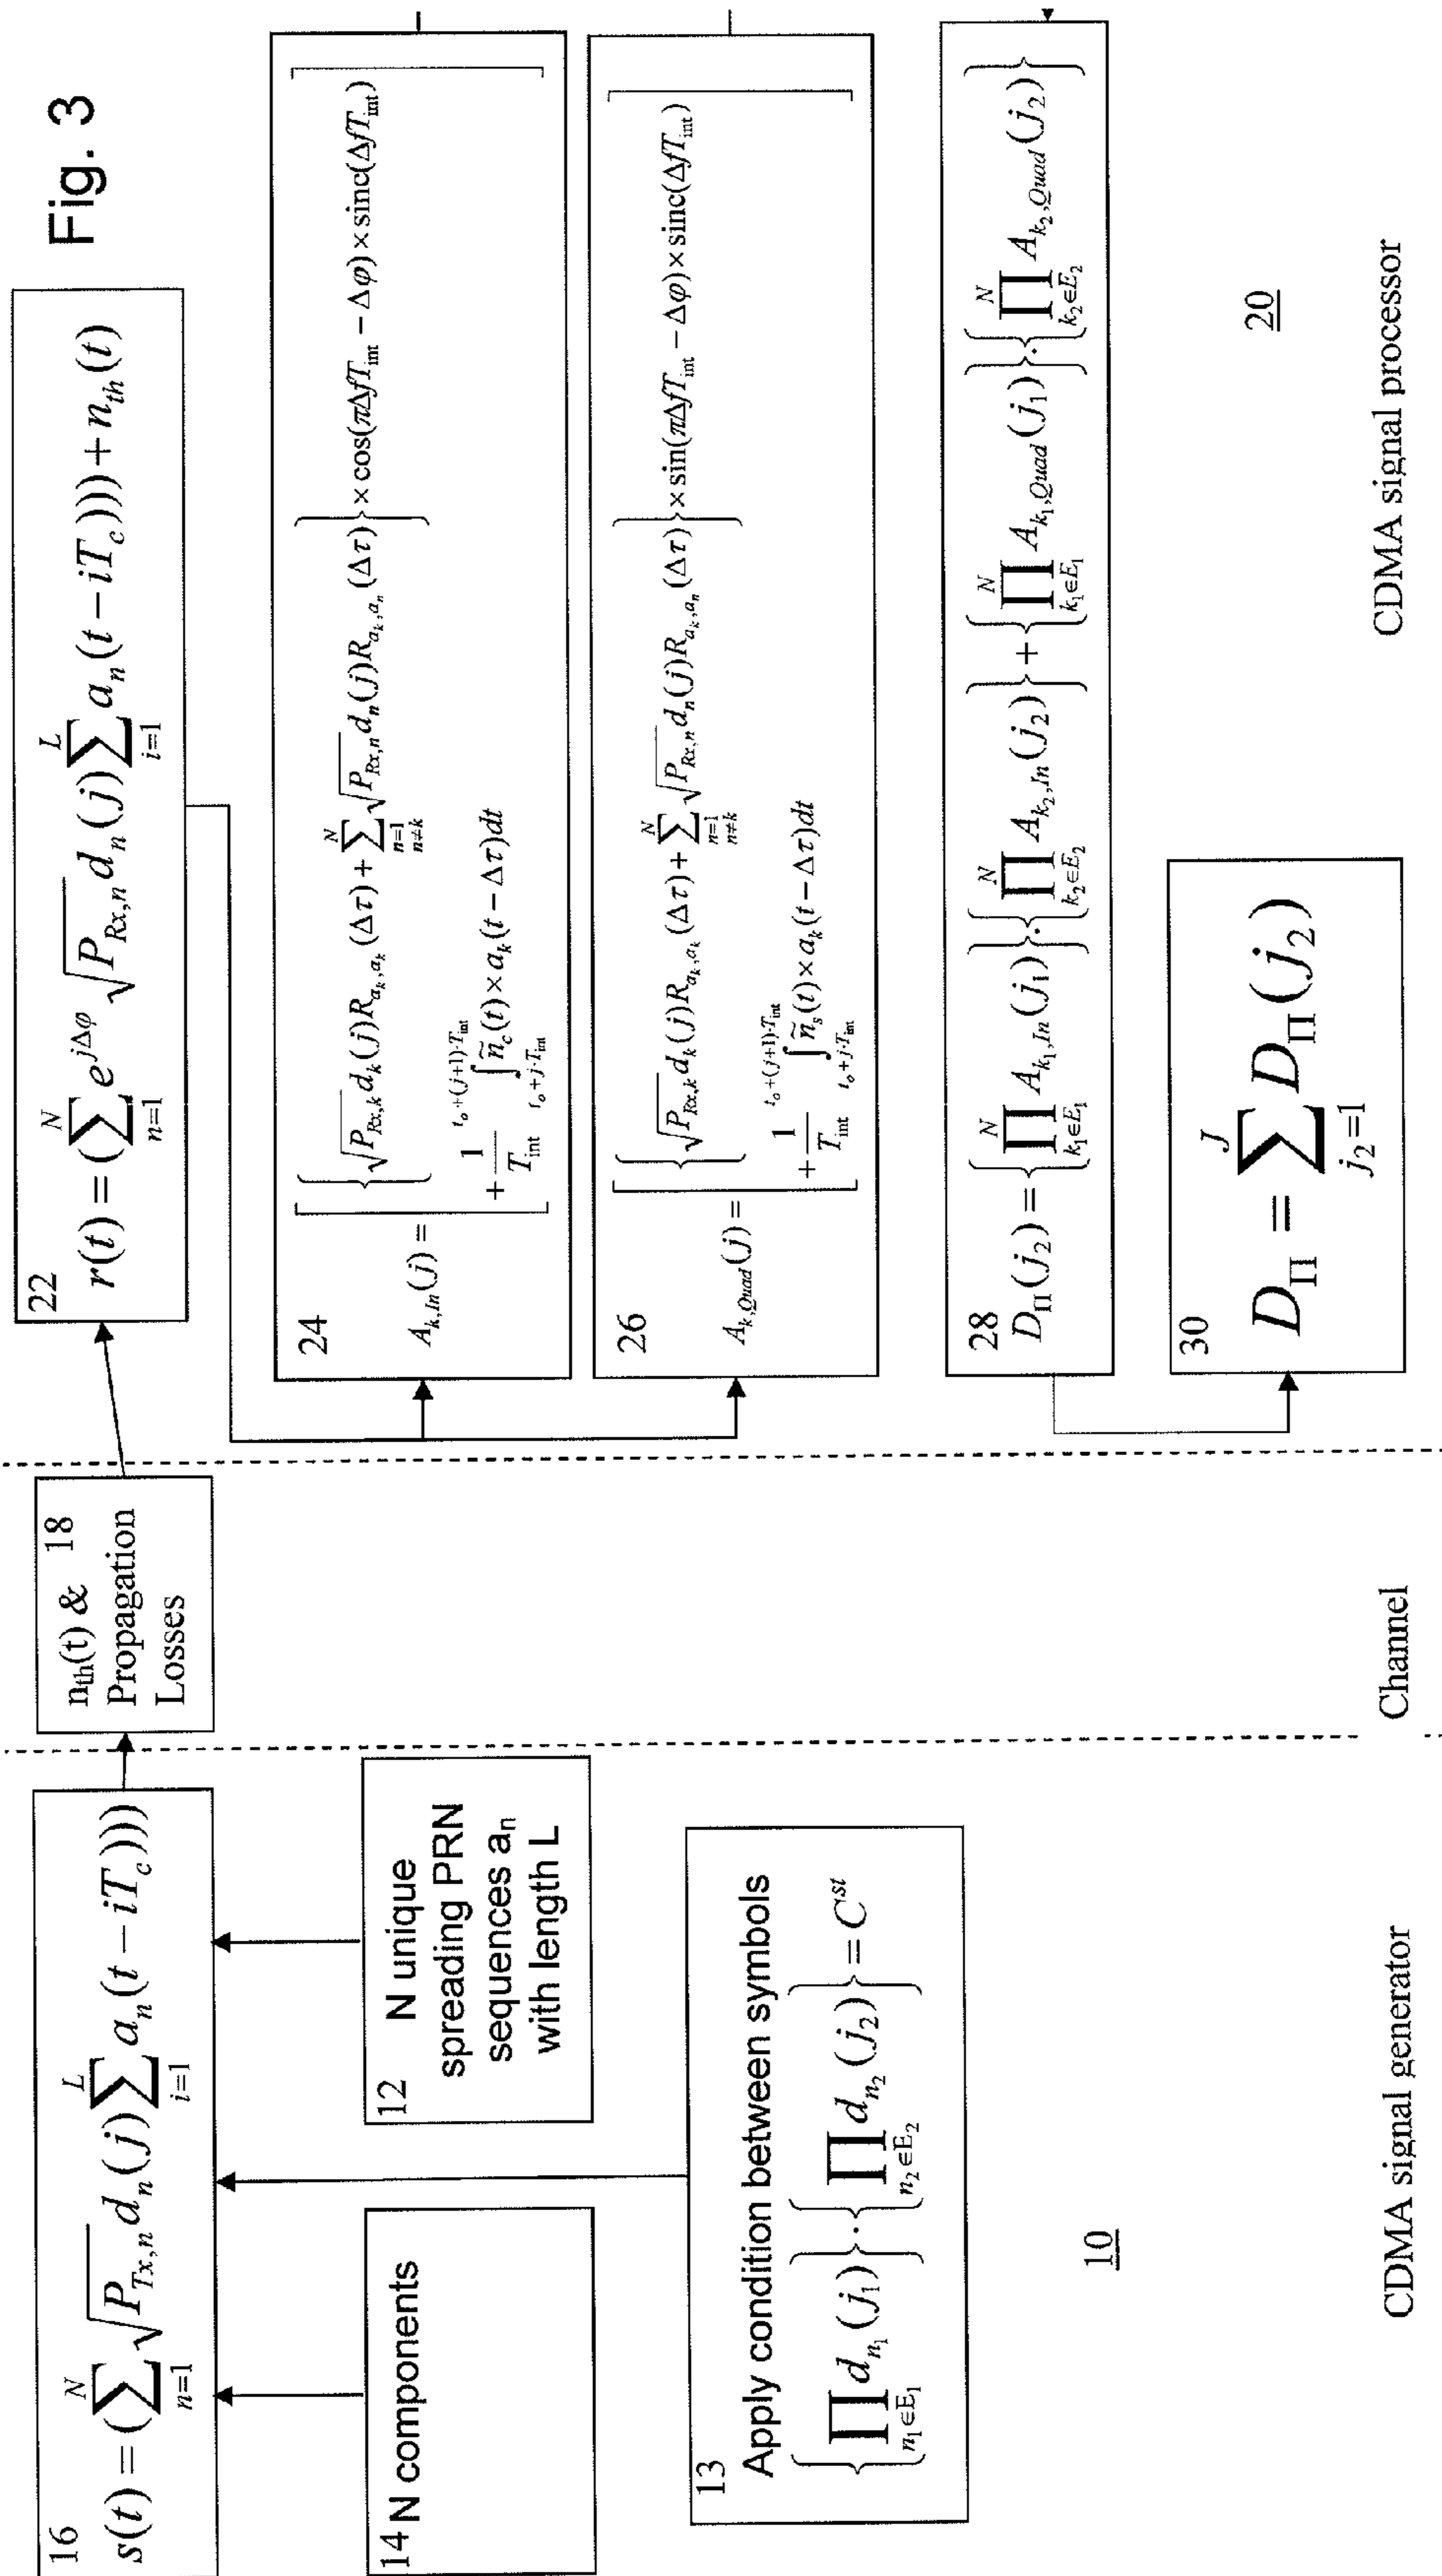 Fig. 3
16
s(t) = (∑_{n=1}^{N} √P_{Tx,n} d_n(j) ∑_{i=1}^{L} a_n(t − iT_c))))
14 N components
12 N unique
spreading PRN
sequences a_n
with length L
13
Apply condition between symbols
{∏_{n_1∈E_1} d_{n_1}(j_1)}·{∏_{n_2∈E_2} d_{n_2}(j_2)} = C^{st}
10
CDMA signal generator
n_th(t) & 18
Propagation
Losses
Channel
22
r(t) = (∑_{n=1}^{N} e^{jΔφ} √P_{Rx,n} d_n(j) ∑_{i=1}^{L} a_n(t − iT_c))) + n_{th}(t)
24
A_{k,In}(j) = [{√P_{Rx,k} d_k(j)R_{a_k,a_k}(Δτ) + ∑_{n=1, n≠k}^{N} √P_{Rx,n} d_n(j)R_{a_k,a_n}(Δτ)} × cos(πΔfT_int − Δφ) × sinc(ΔfT_int)
+ 1/T_int ∫_{t_o+j·T_int}^{t_o+(j+1)·T_int} ñ_c(t) × a_k(t − Δτ)dt]
26
A_{k,Quad}(j) = [{√P_{Rx,k} d_k(j)R_{a_k,a_k}(Δτ) + ∑_{n=1, n≠k}^{N} √P_{Rx,n} d_n(j)R_{a_k,a_n}(Δτ)} × sin(πΔfT_int − Δφ) × sinc(ΔfT_int)
+ 1/T_int ∫_{t_o+j·T_int}^{t_o+(j+1)·T_int} ñ_s(t) × a_k(t − Δτ)dt]
28
D_Π(j_2) = {∏_{k_1∈E_1}^{N} A_{k_1,In}(j_1)}·{∏_{k_2∈E_2}^{N} A_{k_2,In}(j_2)} + {∏_{k_1∈E_1}^{N} A_{k_1,Quad}(j_1)}·{∏_{k_2∈E_2}^{N} A_{k_2,Quad}(j_2)}
30
D_Π = ∑_{j_2=1}^{J} D_Π(j_2)
20
CDMA signal processor